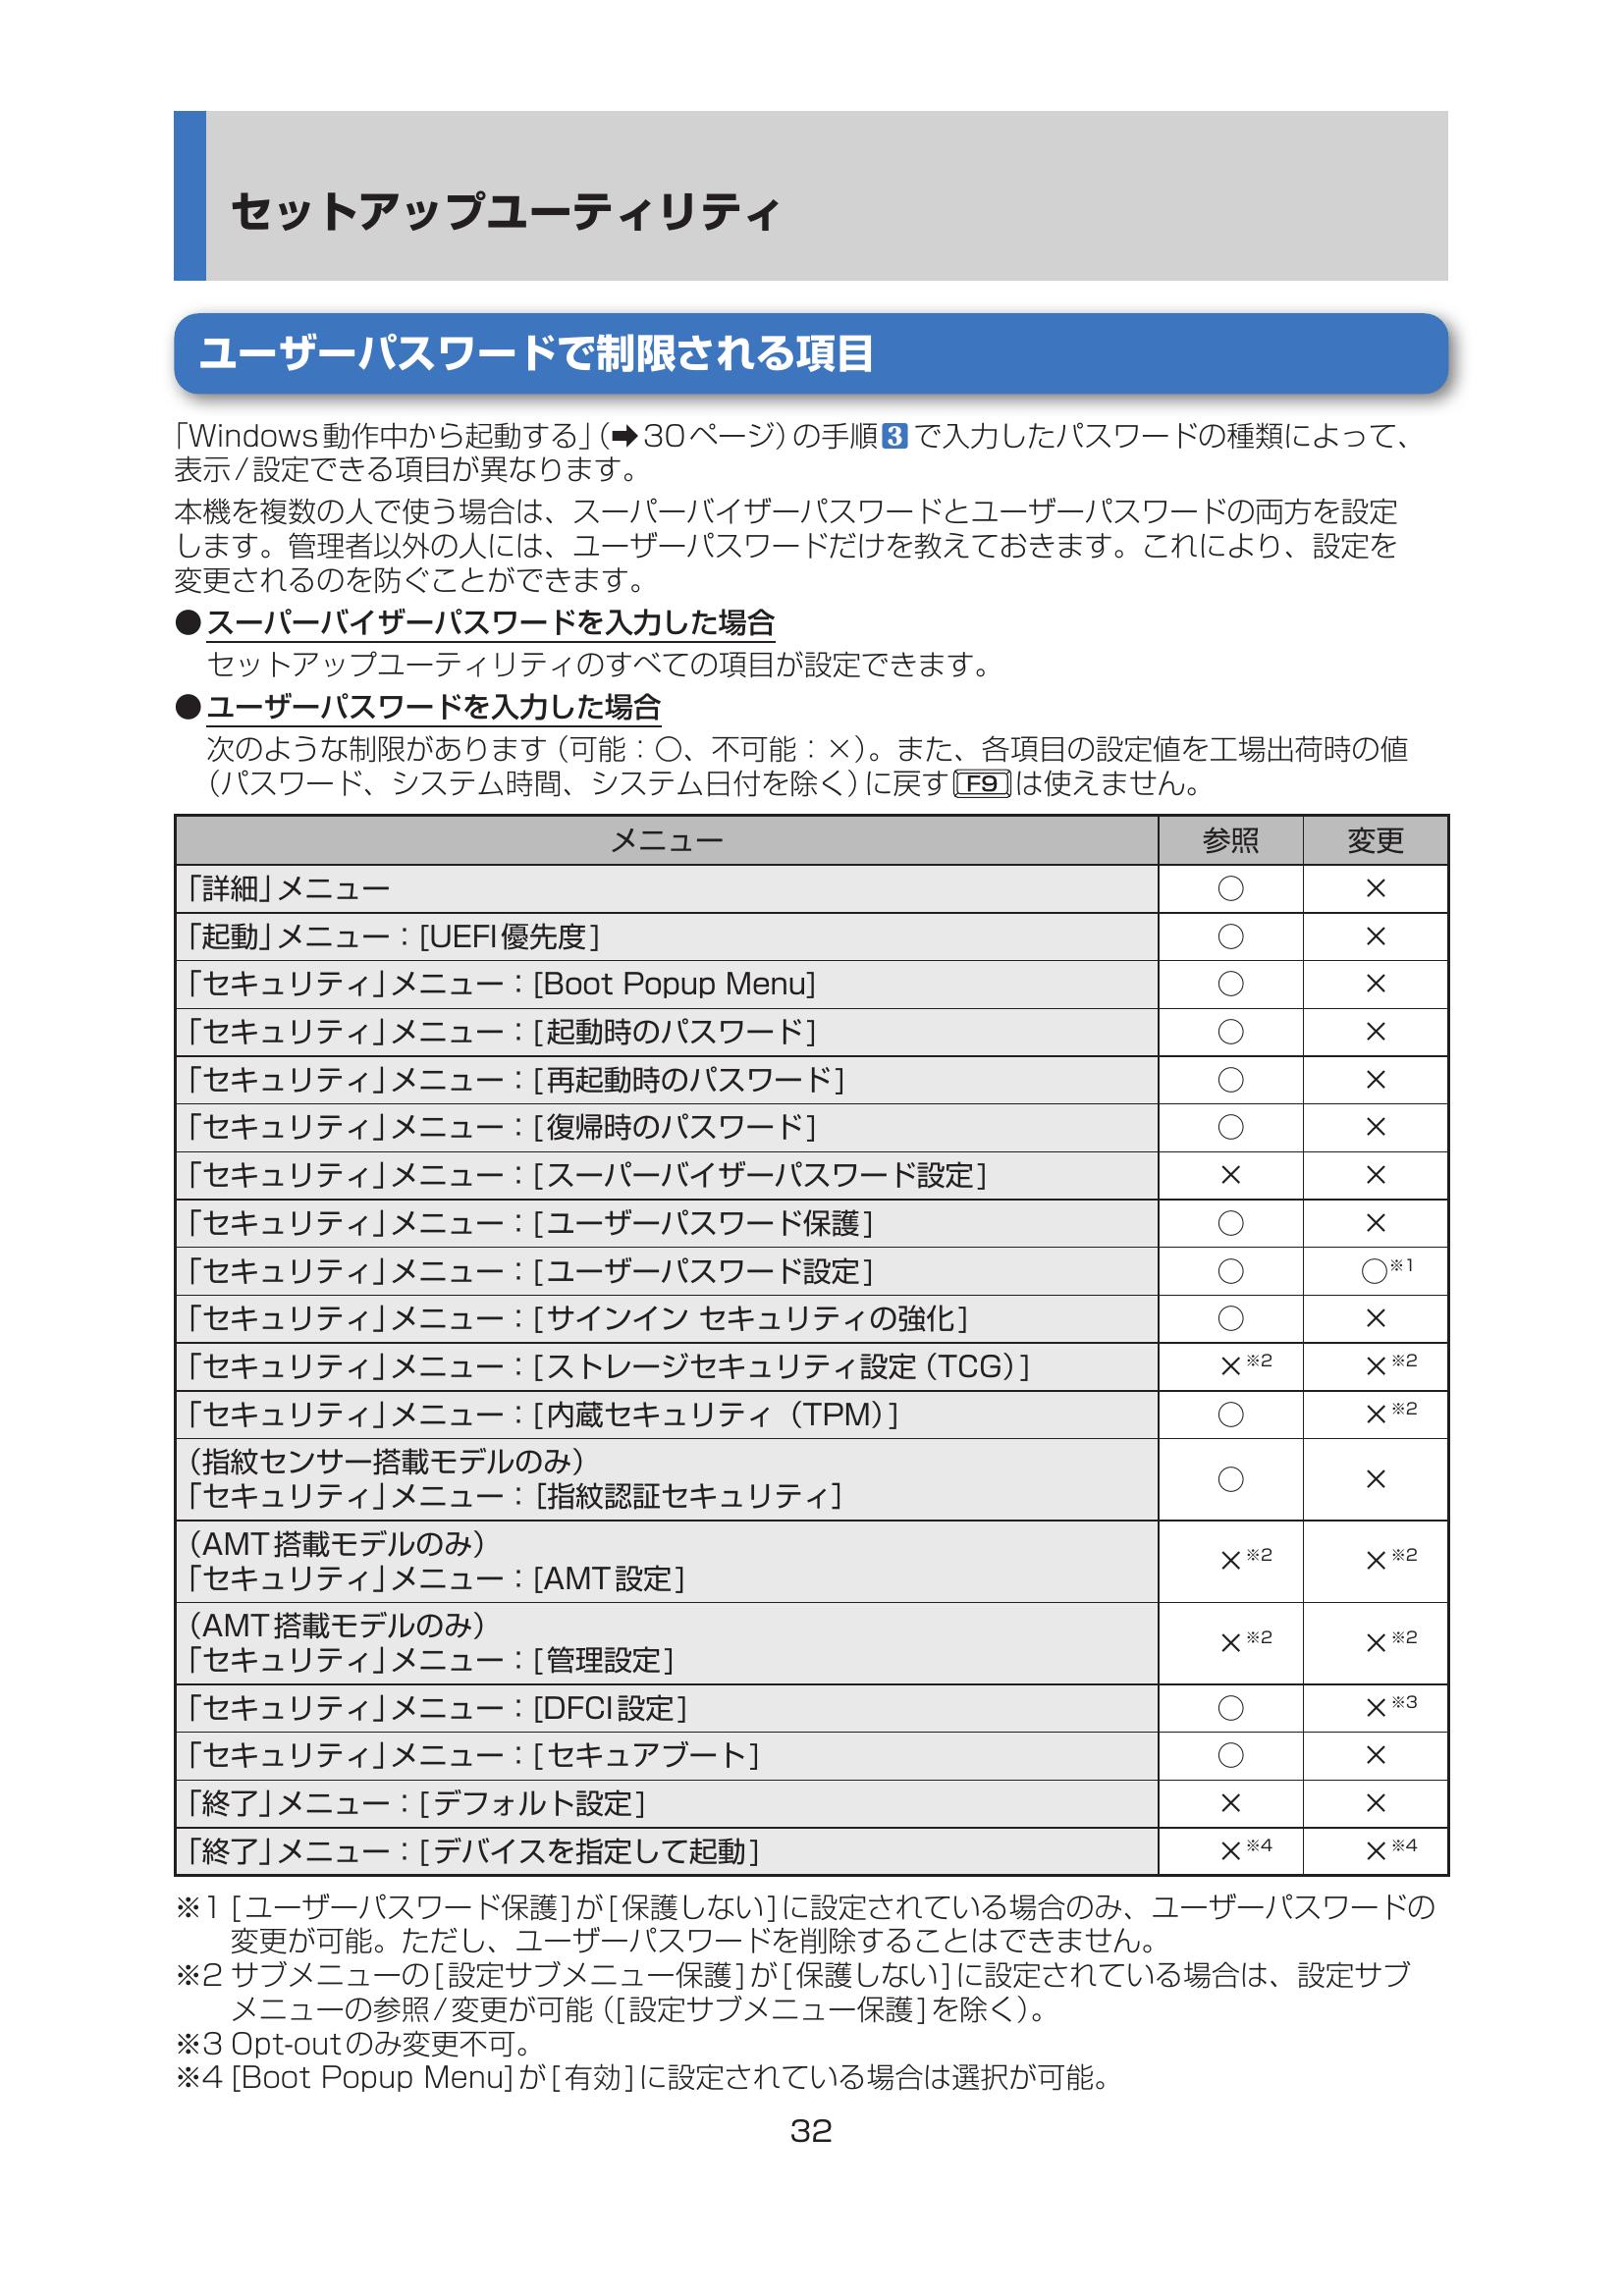 セットアップユーティリティ
ユーザーパスワードで制限される項目
「Windows動作中から起動する」（➡30ページ）の手順3で入力したパスワードの種類によって、
表示/設定できる項目が異なります。
本機を複数の人で使う場合は、スーパーバイザーパスワードとユーザーパスワードの両方を設定
します。管理者以外の人には、ユーザーパスワードだけを教えておきます。これにより、設定を
変更されるのを防ぐことができます。
●スーパーバイザーパスワードを入力した場合
セットアップユーティリティのすべての項目が設定できます。
●ユーザーパスワードを入力した場合
次のような制限があります（可能：○、不可能：×）。また、各項目の設定値を工場出荷時の値
（パスワード、システム時間、システム日付を除く）に戻す F9 は使えません。
メニュー 参照 変更
「詳細」メニュー ○ ×
「起動」メニュー：[UEFI優先度] ○ ×
「セキュリティ」メニュー：[Boot Popup Menu] ○ ×
「セキュリティ」メニュー：[起動時のパスワード] ○ ×
「セキュリティ」メニュー：[再起動時のパスワード] ○ ×
「セキュリティ」メニュー：[復帰時のパスワード] ○ ×
「セキュリティ」メニュー：[スーパーバイザーパスワード設定] × ×
「セキュリティ」メニュー：[ユーザーパスワード保護] ○ ×
「セキュリティ」メニュー：[ユーザーパスワード設定] ○ ○※1
「セキュリティ」メニュー：[サインイン セキュリティの強化] ○ ×
「セキュリティ」メニュー：[ストレージセキュリティ設定（TCG）] ×※2 ×※2
「セキュリティ」メニュー：[内蔵セキュリティ（TPM）] ○ ×※2
（指紋センサー搭載モデルのみ）
「セキュリティ」メニュー：[指紋認証セキュリティ] ○ ×
（AMT搭載モデルのみ）
「セキュリティ」メニュー：[AMT設定] ×※2 ×※2
（AMT搭載モデルのみ）
「セキュリティ」メニュー：[管理設定] ×※2 ×※2
「セキュリティ」メニュー：[DFCI設定] ○ ×※3
「セキュリティ」メニュー：[セキュアブート] ○ ×
「終了」メニュー：[デフォルト設定] × ×
「終了」メニュー：[デバイスを指定して起動] ×※4 ×※4
※1 [ユーザーパスワード保護]が[保護しない]に設定されている場合のみ、ユーザーパスワードの
変更が可能。ただし、ユーザーパスワードを削除することはできません。
※2 サブメニューの[設定サブメニュー保護]が[保護しない]に設定されている場合は、設定サブ
メニューの参照/変更が可能（[設定サブメニュー保護]を除く）。
※3 Opt-outのみ変更不可。
※4 [Boot Popup Menu]が[有効]に設定されている場合は選択が可能。
32